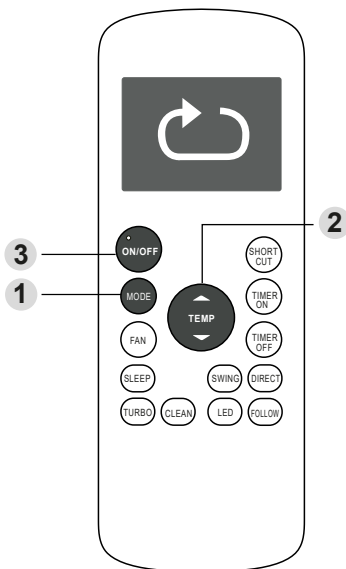 2
ON/OFF
3
SHORT
CUT
1
MODE
TEMP
TIMER
ON
FAN
TIMER
OFF
SLEEP
SWING
DIRECT
TURBO
CLEAN
LED
FOLLOW